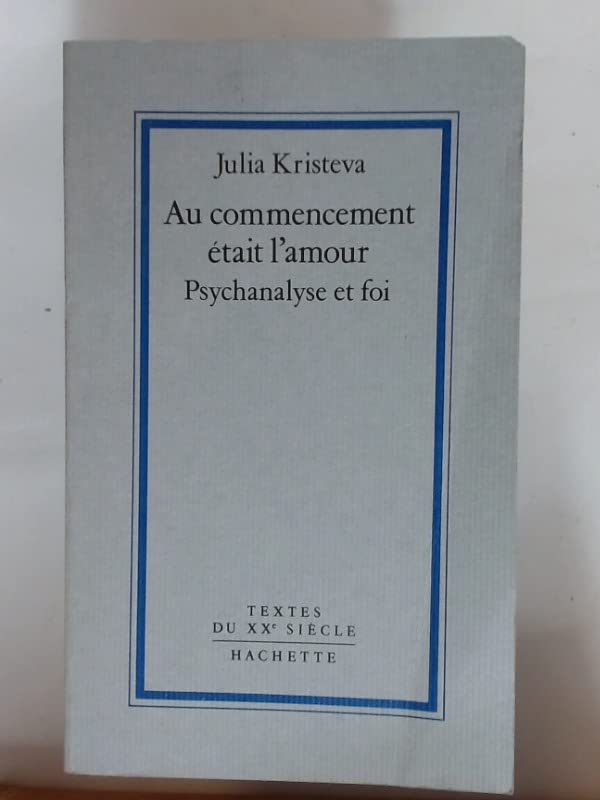 Julia Kristeva
Au commencement
était l'amour
Psychanalyse et foi
TEXTES
DU XXe SIÈCLE
HACHETTE